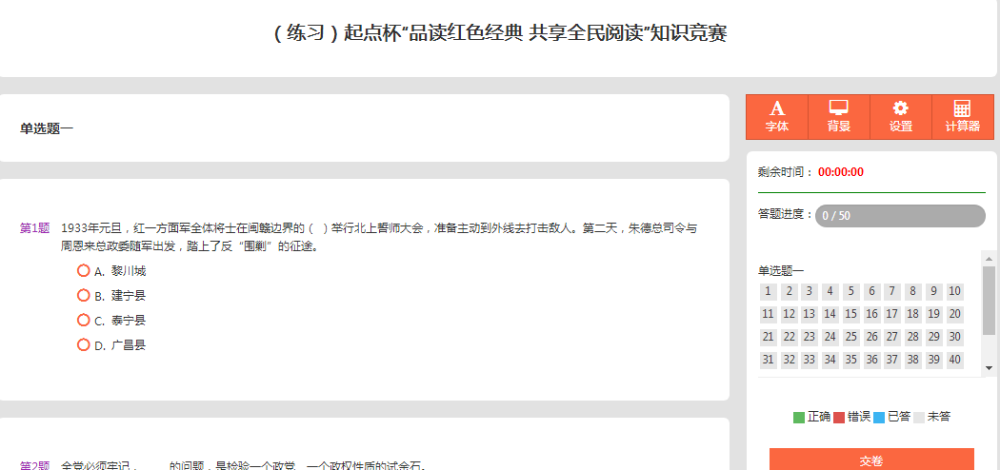 （练习）起点杯"品读红色经典 共享全民阅读"知识竞赛
单选题一
A 字体
背景
设置
计算器
剩余时间：00:00:00
答题进度：0 / 50
第1题 1933年元旦，红一方面军全体将士在闽赣边界的（ ）举行北上誓师大会，准备主动到外线去打击敌人。第二天，朱德总司令与
周恩来总政委随军出发，踏上了反“围剿”的征途。
A. 黎川城
B. 建宁县
C. 泰宁县
D. 广昌县
单选题一
1 2 3 4 5 6 7 8 9 10
11 12 13 14 15 16 17 18 19 20
21 22 23 24 25 26 27 28 29 30
31 32 33 34 35 36 37 38 39 40
正确 错误 已答 未答
交卷
第2题 全党必须牢记，____的问题，是检验一个政党、一个政权性质的试金石。